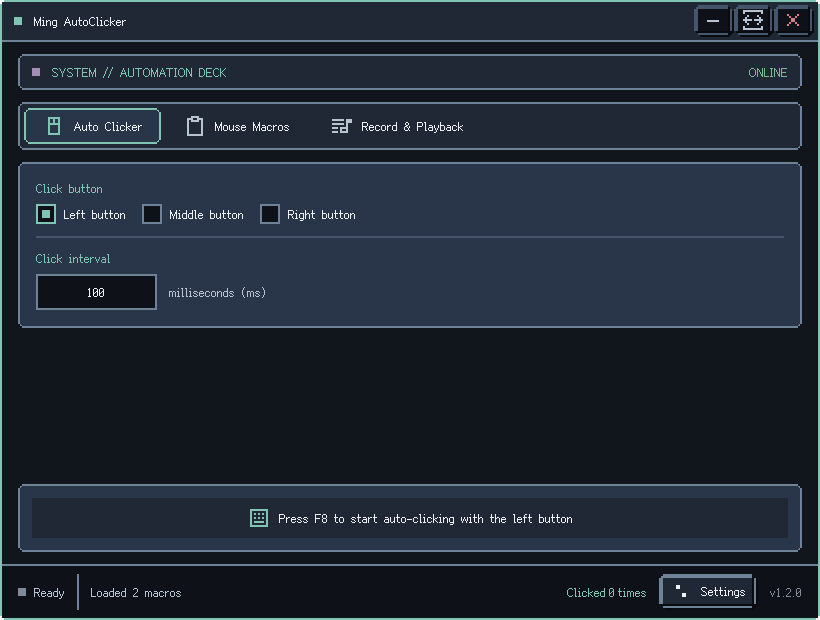 Ming AutoClicker
SYSTEM // AUTOMATION DECK
ONLINE
Auto Clicker
Mouse Macros
Record & Playback
Click button
Left button
Middle button
Right button
Click interval
100
milliseconds (ms)
Press F8 to start auto-clicking with the left button
Ready
Loaded 2 macros
Clicked 0 times
Settings
v1.2.0